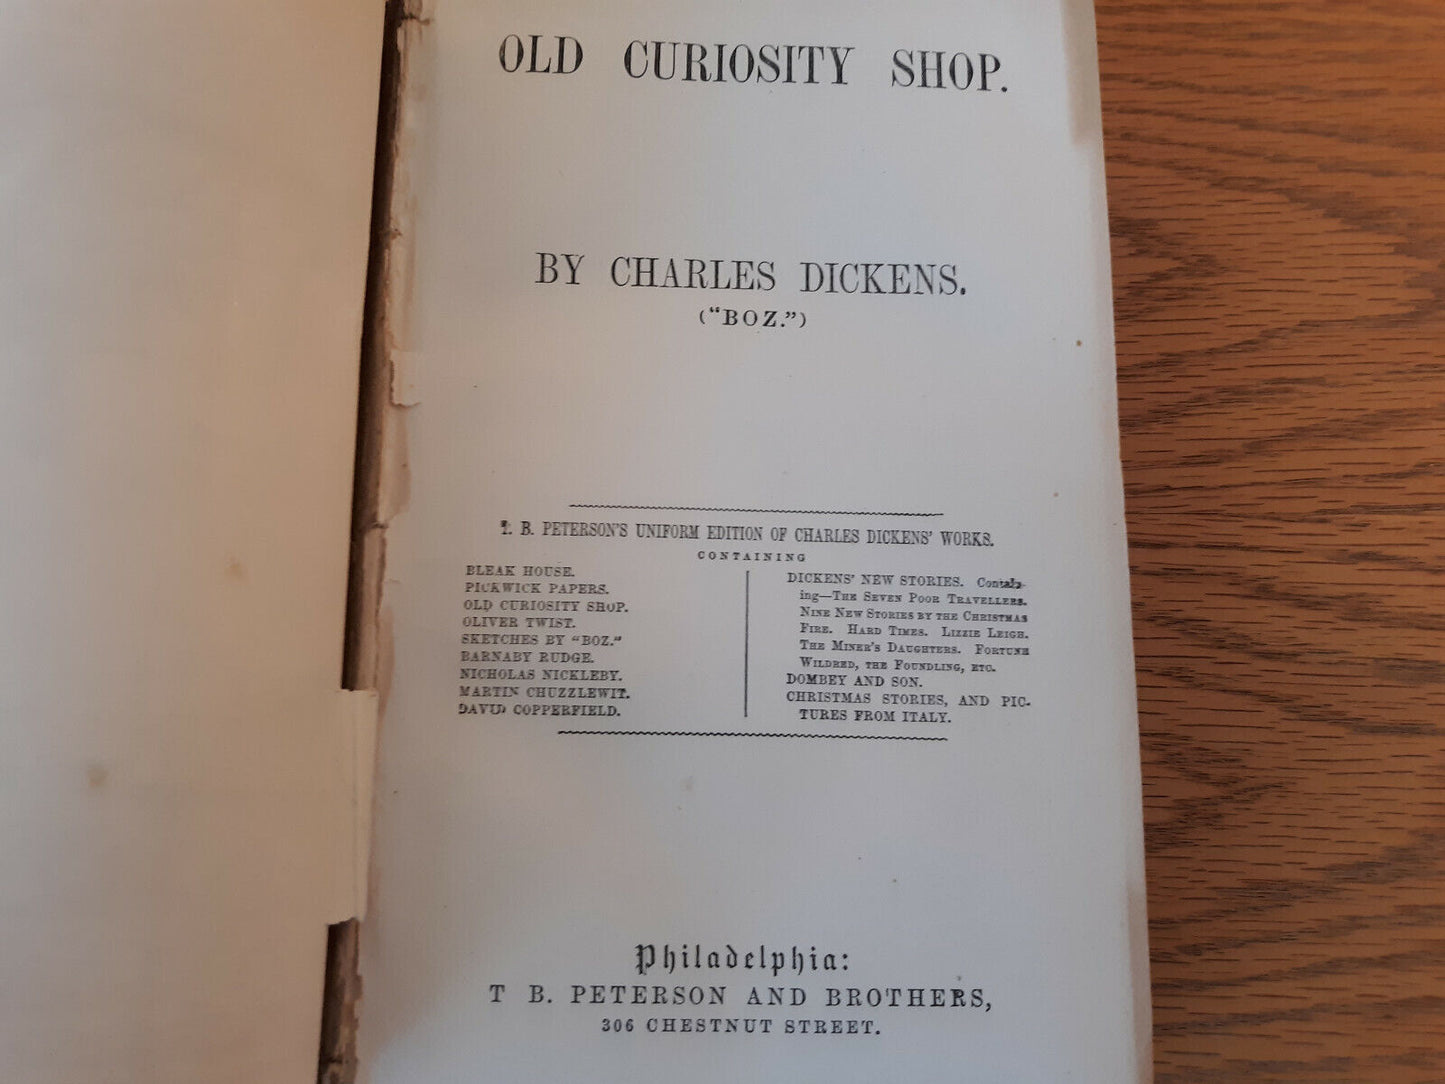 OLD CURIOSITY SHOP.
BY CHARLES DICKENS.
("BOZ.")
T. B. PETERSON'S UNIFORM EDITION OF CHARLES DICKENS' WORKS.
CONTAINING
BLEAK HOUSE.
PICKWICK PAPERS.
OLD CURIOSITY SHOP.
OLIVER TWIST.
SKETCHES BY "BOZ."
BARNABY RUDGE.
NICHOLAS NICKLEBY.
MARTIN CHUZZLEWIT.
DAVID COPPERFIELD.
DICKENS' NEW STORIES. Contain-
ing—THE SEVEN POOR TRAVELLERS.
NINE NEW STORIES BY THE CHRISTMAS
FIRE. HARD TIMES. LIZZIE LEIGH.
THE MINER'S DAUGHTERS. FORTUNE
WILDRED, THE FOUNDLING, ETC.
DOMBEY AND SON.
CHRISTMAS STORIES, AND PIC-
TURES FROM ITALY.
Philadelphia:
T B. PETERSON AND BROTHERS,
306 CHESTNUT STREET.